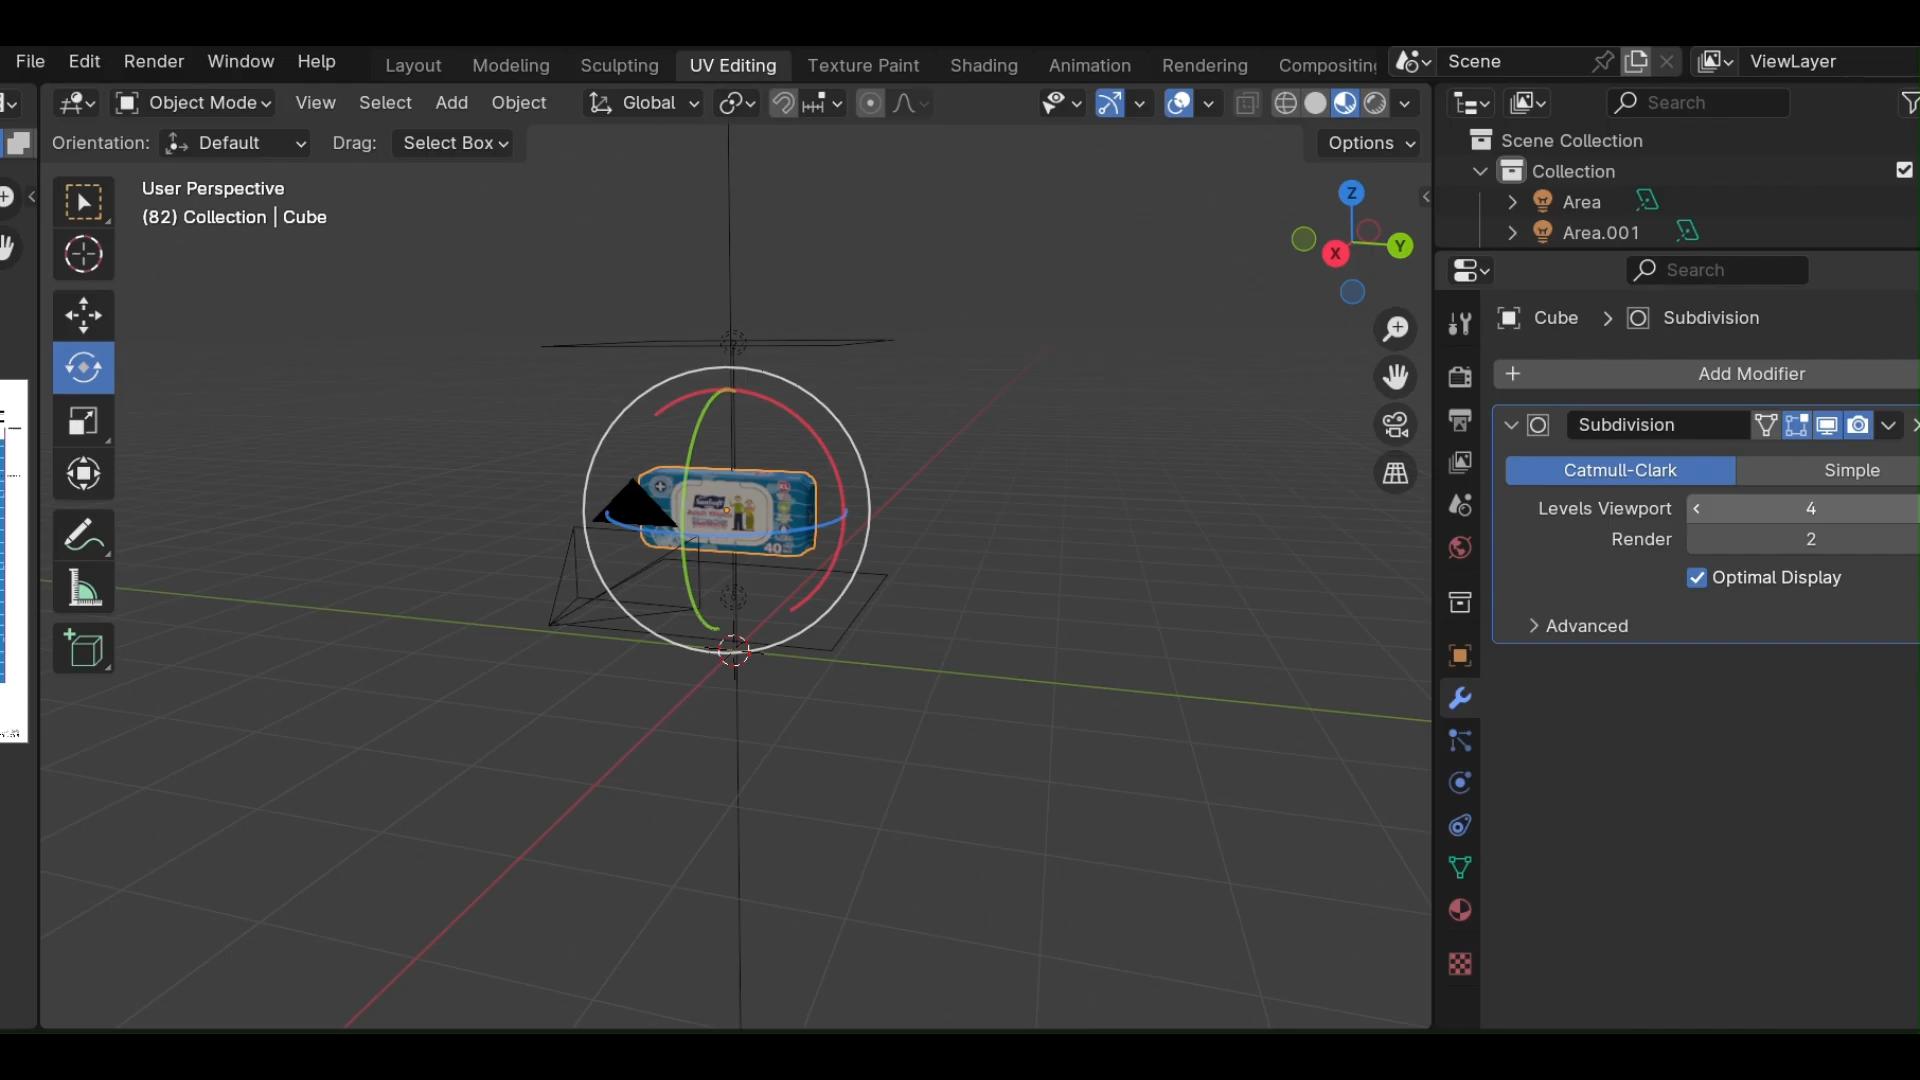 File Edit Render Window Help Layout Modeling Sculpting UV Editing Texture Paint Shading Animation Rendering Compositing Scene ViewLayer
Object Mode View Select Add Object Global Search
Orientation: Default Drag: Select Box Options
Scene Collection
Collection
Area
Area.001
User Perspective
(82) Collection | Cube
Z
Y
X
Search
Cube > Subdivision
+ Add Modifier
Subdivision
Catmull-Clark Simple
Levels Viewport 4
Render 2
Optimal Display
Advanced
XL
40